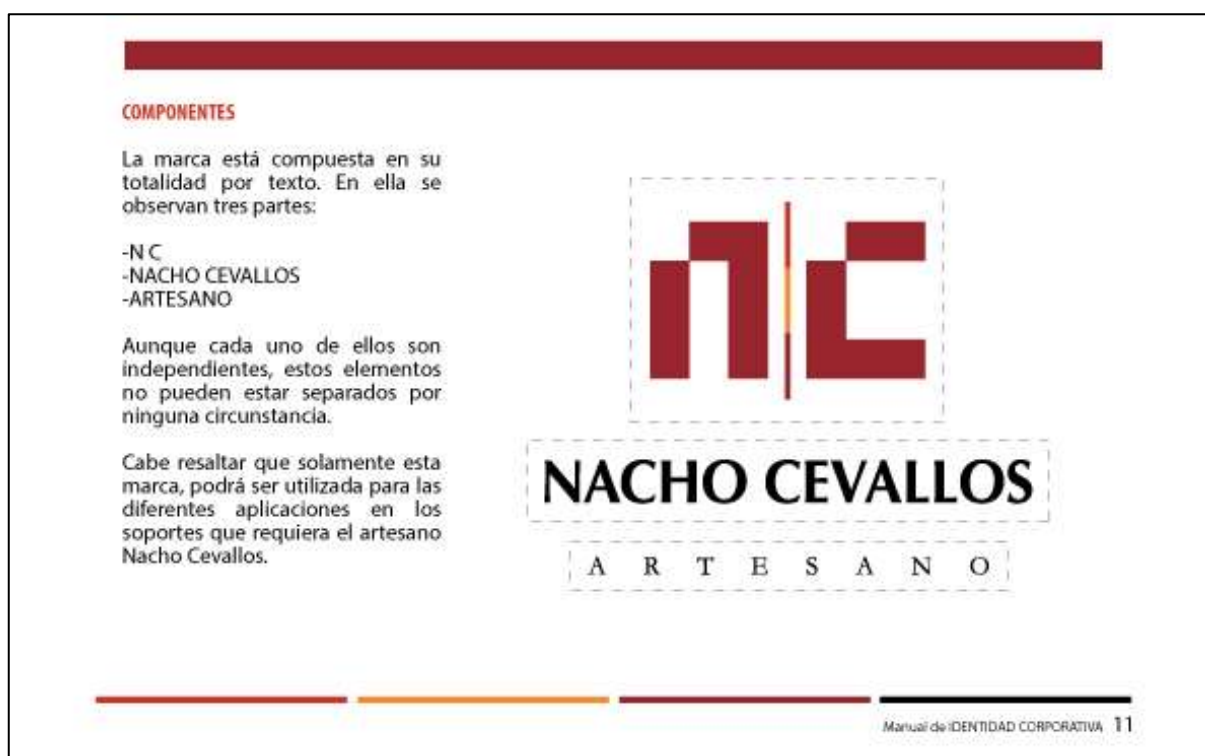 COMPONENTES
La marca está compuesta en su
totalidad por texto. En ella se
observan tres partes:
-N C
-NACHO CEVALLOS
-ARTESANO
Aunque cada uno de ellos son
independientes, estos elementos
no pueden estar separados por
ninguna circunstancia.
Cabe resaltar que solamente esta
marca, podrá ser utilizada para las
diferentes aplicaciones en los
soportes que requiera el artesano
Nacho Cevallos.
n|c
NACHO CEVALLOS
ARTESANO
Manual de IDENTIDAD CORPORATIVA 11